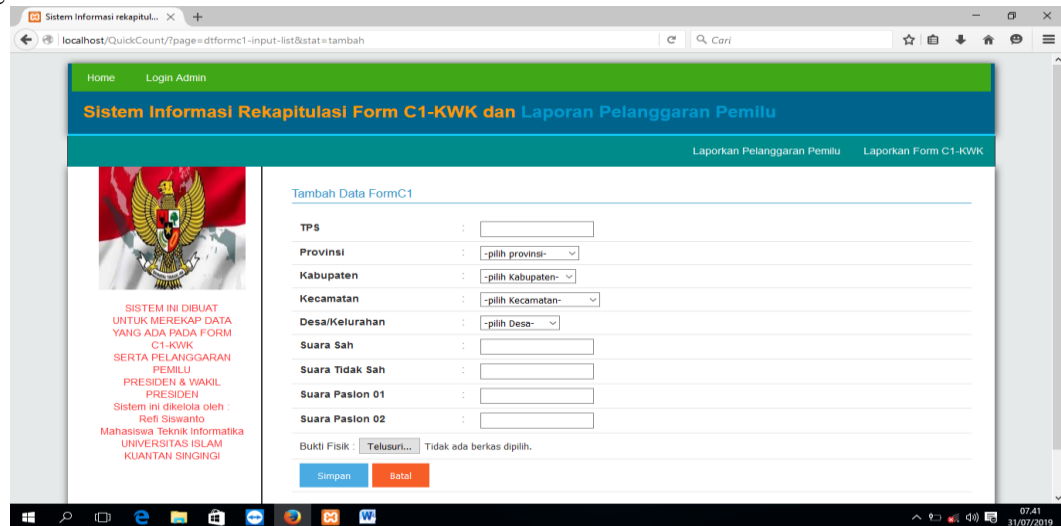 Sistem Informasi rekapitul...
localhost/QuickCount/?page=dtformc1-input-list&stat=tambah
Cari
Home Login Admin
Sistem Informasi Rekapitulasi Form C1-KWK dan Laporan Pelanggaran Pemilu
Laporkan Pelanggaran Pemilu Laporkan Form C1-KWK
SISTEM INI DIBUAT
UNTUK MEREKAP DATA
YANG ADA PADA FORM
C1-KWK
SERTA PELANGGARAN
PEMILU
PRESIDEN & WAKIL
PRESIDEN
Sistem ini dikelola oleh :
Refi Siswanto
Mahasiswa Teknik Informatika
UNIVERSITAS ISLAM
KUANTAN SINGINGI
Tambah Data FormC1
TPS :
Provinsi : -pilih provinsi-
Kabupaten : -pilih Kabupaten-
Kecamatan : -pilih Kecamatan-
Desa/Kelurahan : -pilih Desa-
Suara Sah :
Suara Tidak Sah :
Suara Paslon 01 :
Suara Paslon 02 :
Bukti Fisik : Telusuri... Tidak ada berkas dipilih.
Simpan Batal
07.41
31/07/2019